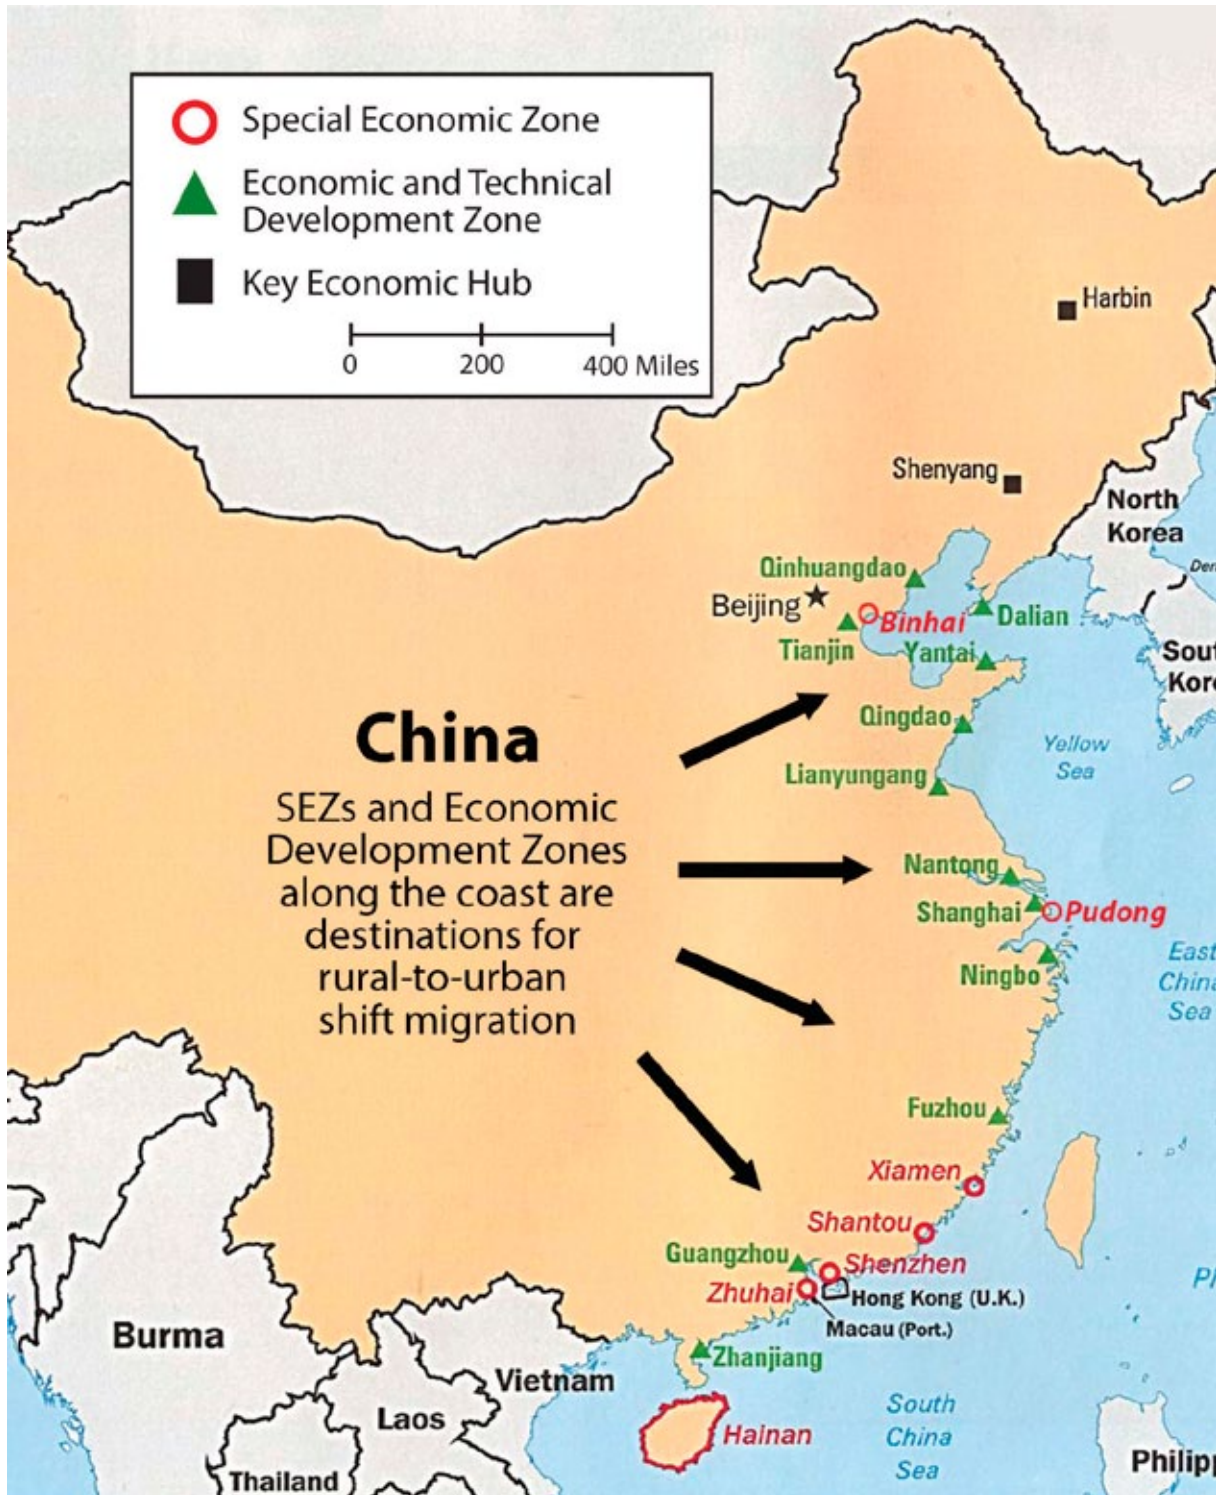 Special Economic Zone
Economic and Technical
Development Zone
Key Economic Hub
0 200 400 Miles
Harbin
Shenyang
North
Korea
Qinhuangdao
Beijing
Binhai
Dalian
Tianjin
Yantai
Qingdao
Yellow
Sea
Lianyungang
China
SEZs and Economic
Development Zones
along the coast are
destinations for
rural-to-urban
shift migration
Nantong
Shanghai
Pudong
Ningbo
East
China
Sea
Fuzhou
Xiamen
Shantou
Guangzhou
Shenzhen
Zhuhai
Hong Kong (U.K.)
Macau (Port.)
Burma
Zhanjiang
Vietnam
Laos
Hainan
South
China
Sea
Thailand